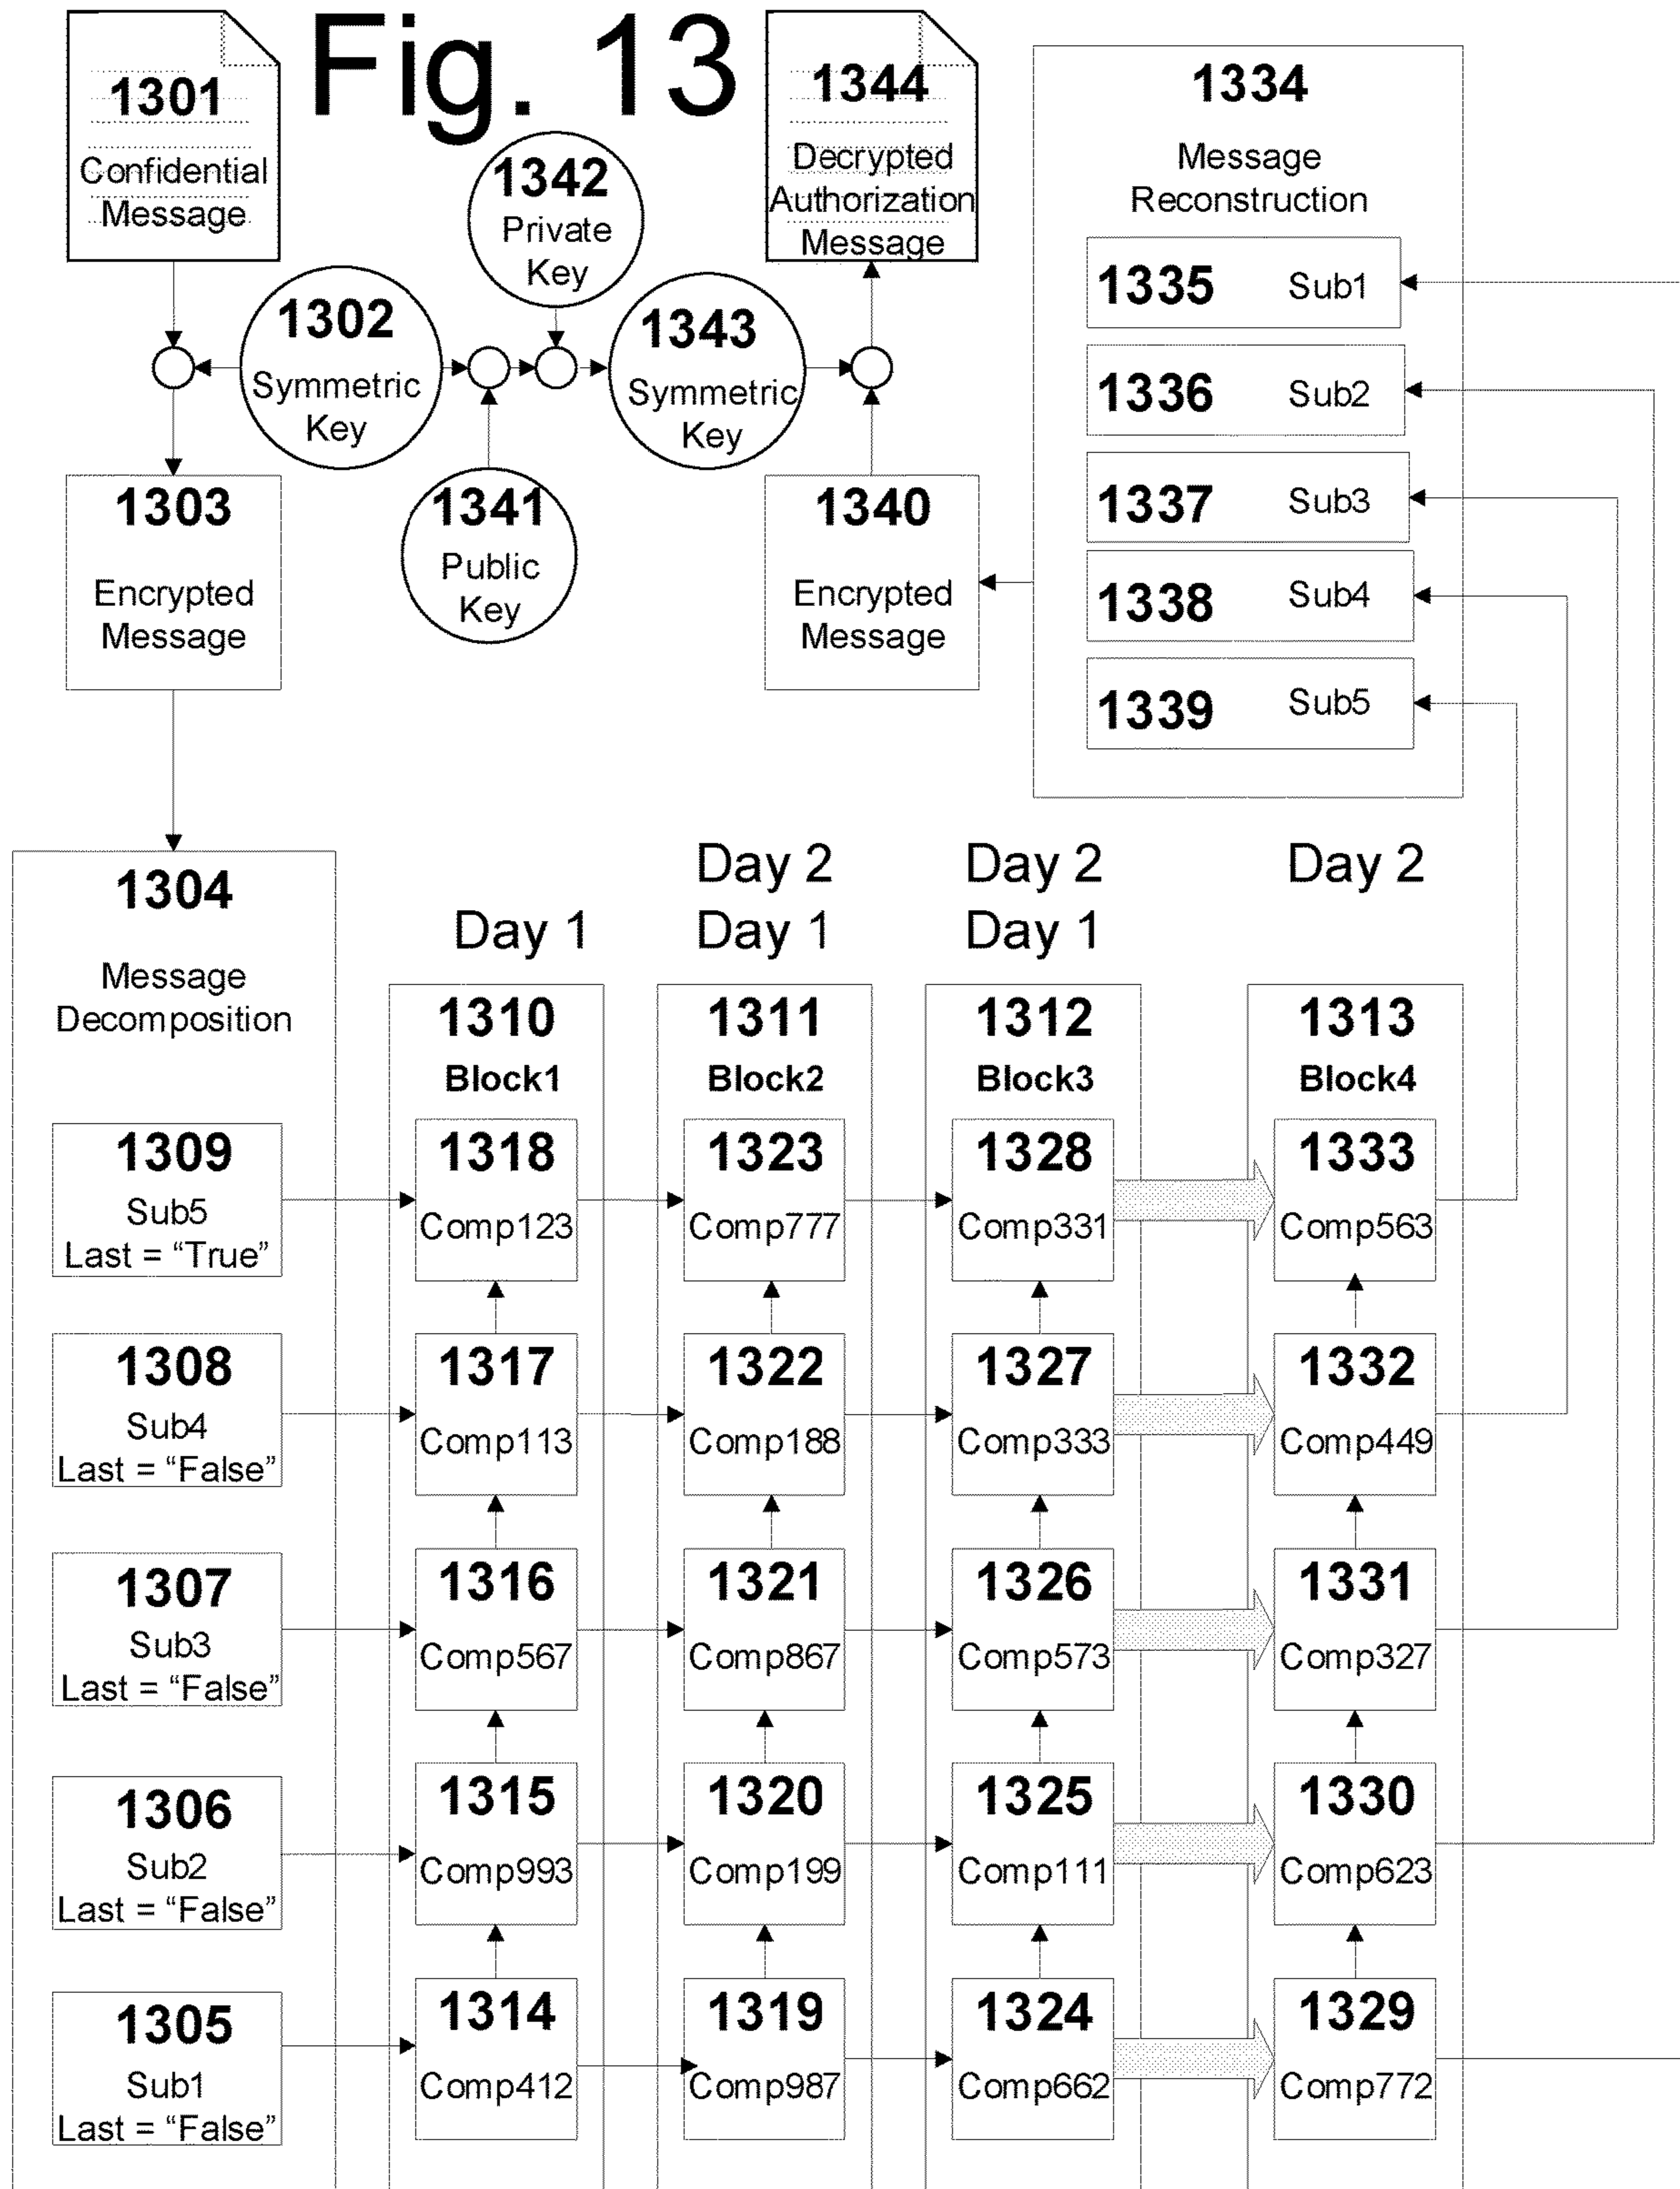 Fig. 13
1301
Confidential
Message
1342
Private
Key
1344
Decrypted
Authorization
Message
1302
Symmetric
Key
1343
Symmetric
Key
1303
Encrypted
Message
1341
Public
Key
1340
Encrypted
Message
1334
Message
Reconstruction
1335 Sub1
1336 Sub2
1337 Sub3
1338 Sub4
1339 Sub5
1304
Message
Decomposition
Day 1
Day 2
Day 1
Day 2
Day 1
Day 2
1310
Block1
1311
Block2
1312
Block3
1313
Block4
1309
Sub5
Last = “True”
1318
Comp123
1323
Comp777
1328
Comp331
1333
Comp563
1308
Sub4
Last = “False”
1317
Comp113
1322
Comp188
1327
Comp333
1332
Comp449
1307
Sub3
Last = “False”
1316
Comp567
1321
Comp867
1326
Comp573
1331
Comp327
1306
Sub2
Last = “False”
1315
Comp993
1320
Comp199
1325
Comp111
1330
Comp623
1305
Sub1
Last = “False”
1314
Comp412
1319
Comp987
1324
Comp662
1329
Comp772